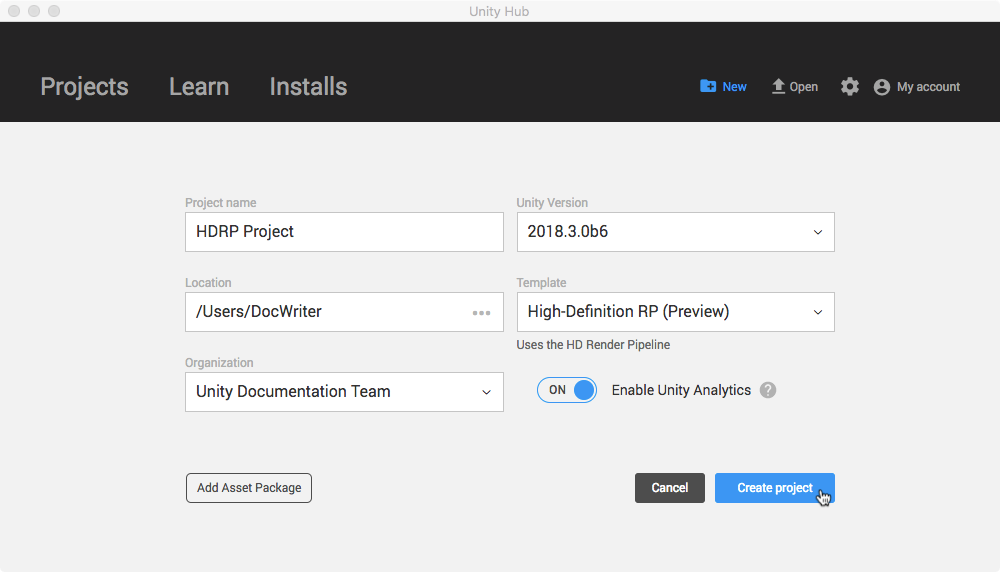 Unity Hub
Projects Learn Installs New Open My account
Project name Unity Version
HDRP Project 2018.3.0b6
Location Template
/Users/DocWriter High-Definition RP (Preview)
Uses the HD Render Pipeline
Organization
Unity Documentation Team ON Enable Unity Analytics ?
Add Asset Package Cancel Create project